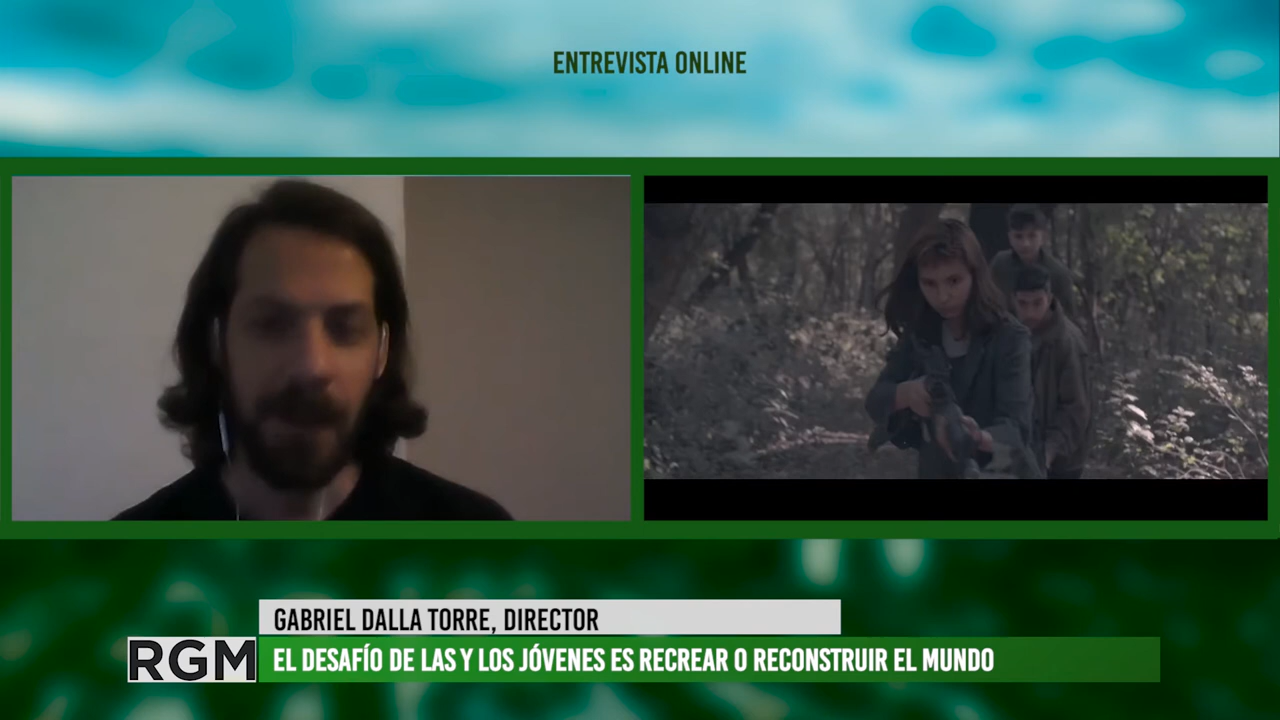 ENTREVISTA ONLINE
GABRIEL DALLA TORRE, DIRECTOR
RGM
EL DESAFÍO DE LAS Y LOS JÓVENES ES RECREAR O RECONSTRUIR EL MUNDO